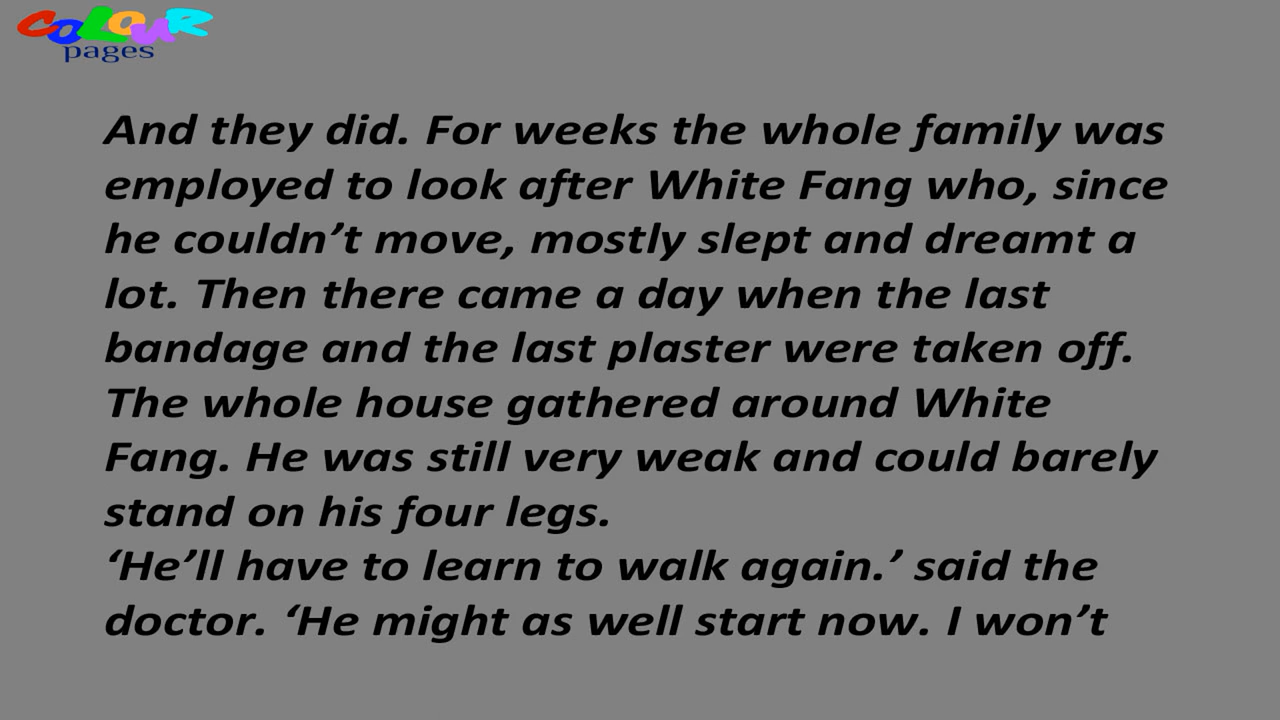 COLOUR
pages
And they did. For weeks the whole family was
employed to look after White Fang who, since
he couldn’t move, mostly slept and dreamt a
lot. Then there came a day when the last
bandage and the last plaster were taken off.
The whole house gathered around White
Fang. He was still very weak and could barely
stand on his four legs.
‘He’ll have to learn to walk again.’ said the
doctor. ‘He might as well start now. I won’t